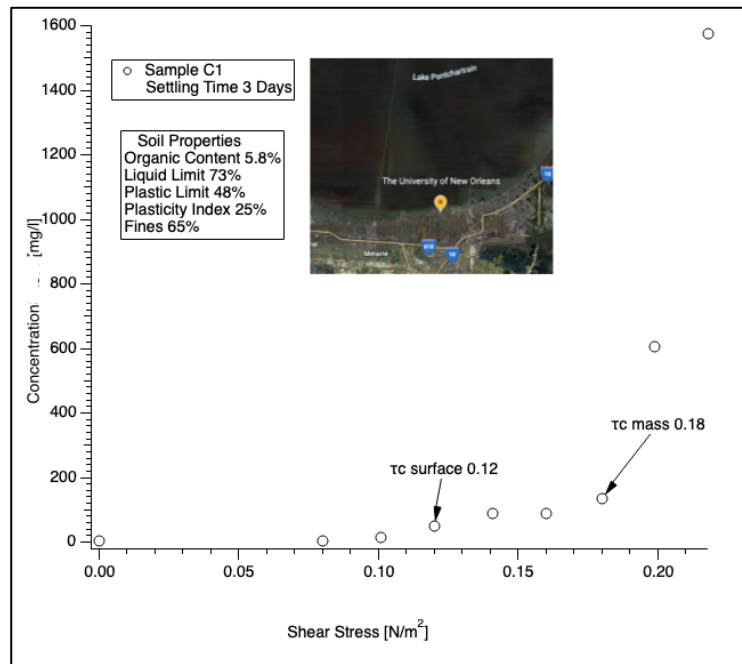 1600
1400
1200
1000
800
600
400
200
0
Concentration [mg/l]
Sample C1
Settling Time 3 Days
Soil Properties
Organic Content 5.8%
Liquid Limit 73%
Plastic Limit 48%
Plasticity Index 25%
Fines 65%
Lake Pontchartrain
The University of New Orleans
10
Metairie
610
10
τc mass 0.18
τc surface 0.12
0.00 0.05 0.10 0.15 0.20
Shear Stress [N/m²]